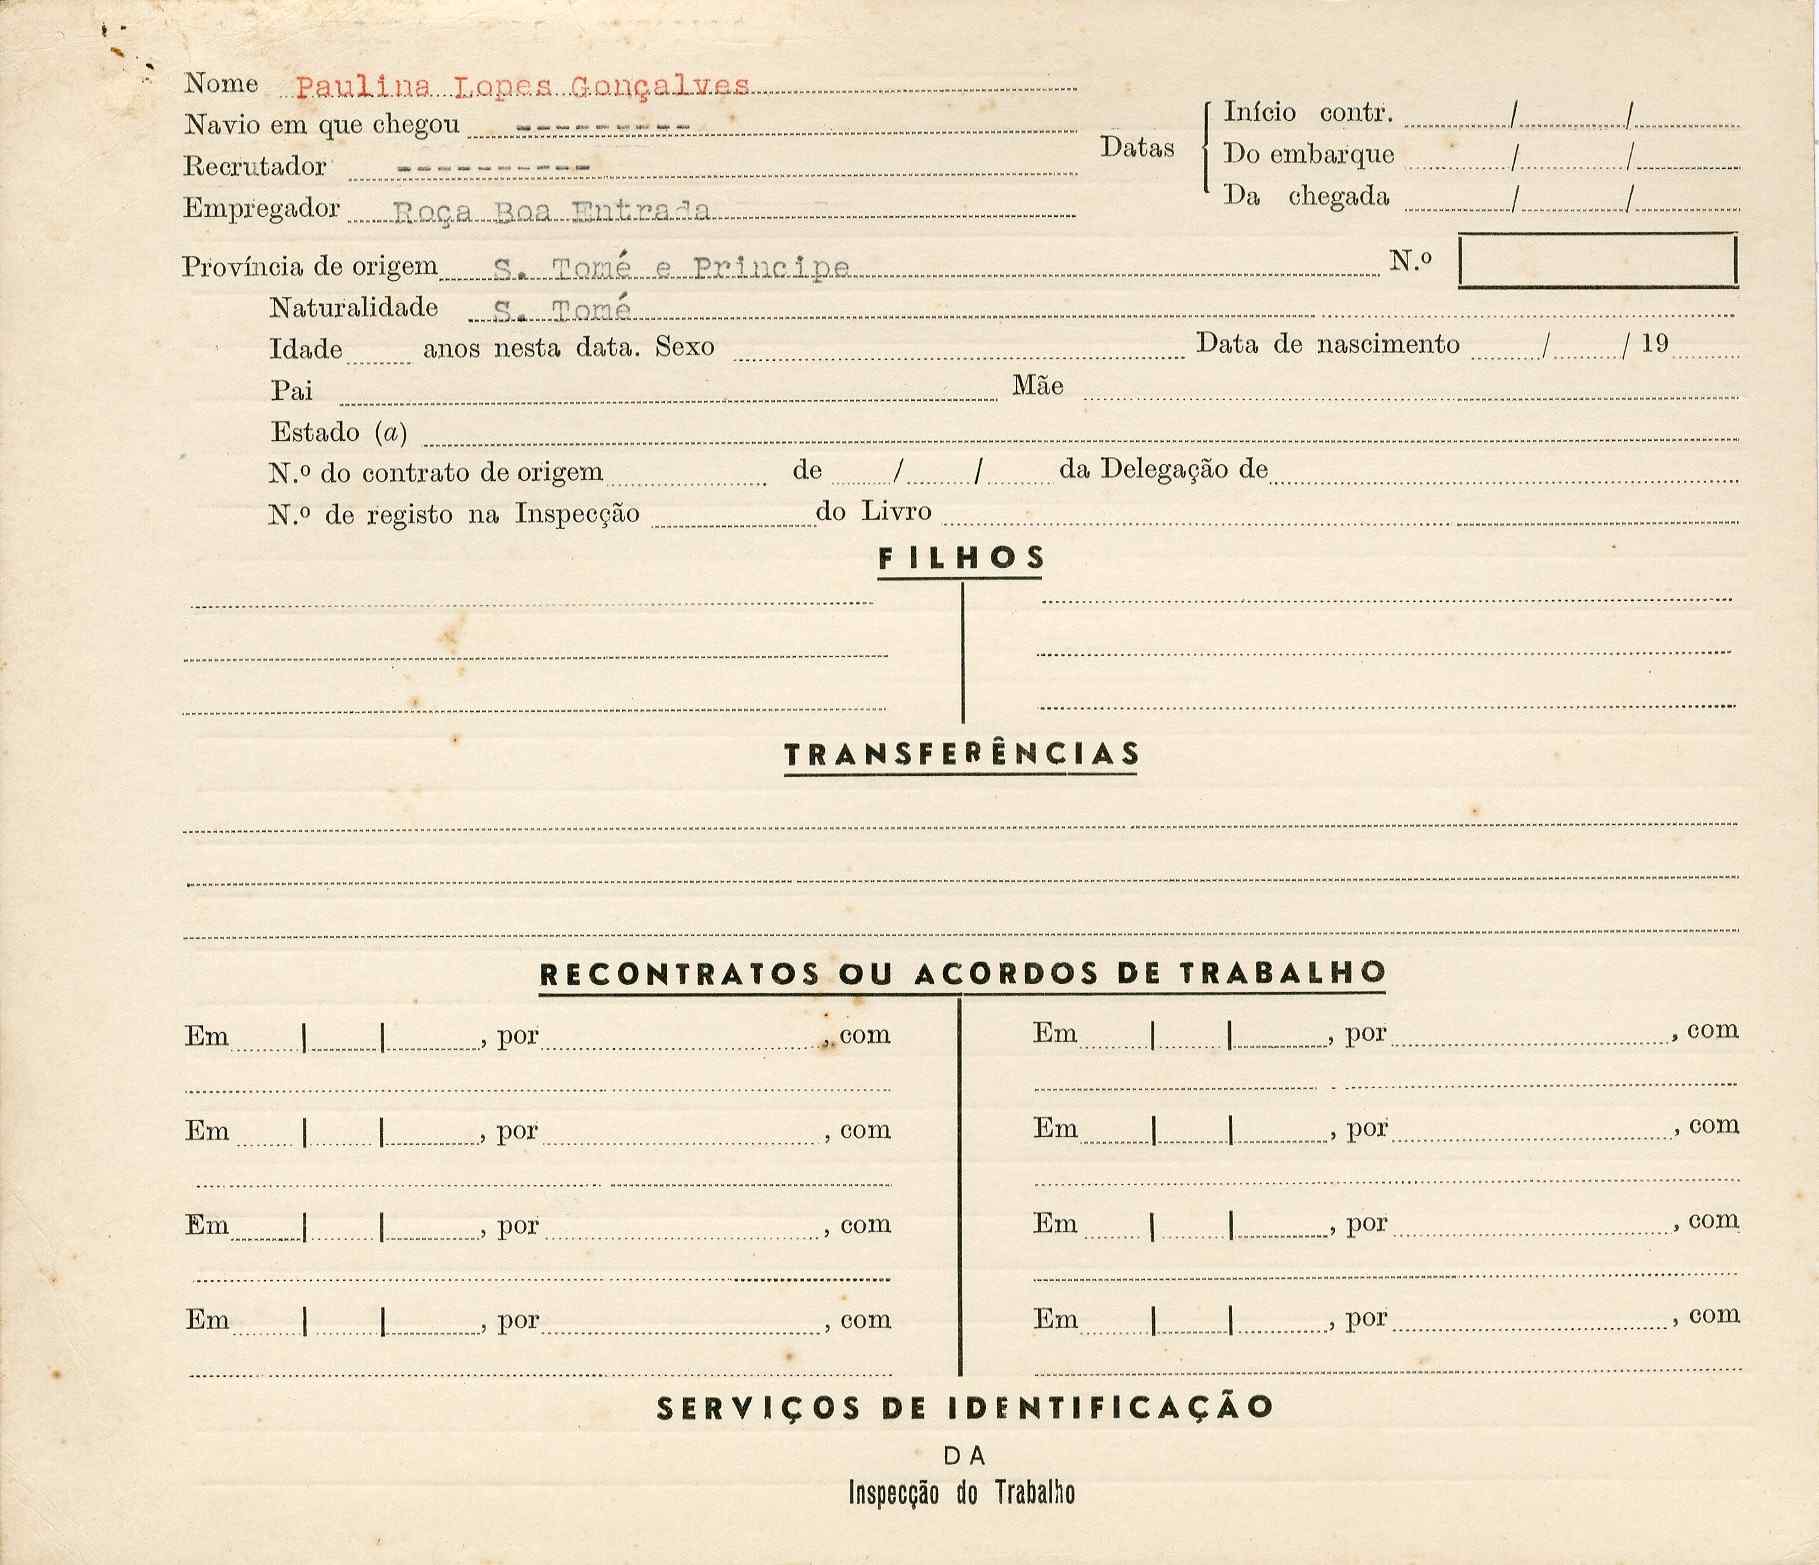 Nome Paulina Lopes Gonçalves
Navio em que chegou ---------
Recrutador ----------
Empregador Roça Boa Entrada
Datas
Início contr. / /
Do embarque / /
Da chegada / /
Província de origem S. Tomé e Principe N.º
Naturalidade S. Tomé
Idade anos nesta data. Sexo Data de nascimento / / 19
Pai Mãe
Estado (a)
N.º do contrato de origem de / / da Delegação de
N.º de registo na Inspecção do Livro
FILHOS
TRANSFERÊNCIAS
RECONTRATOS OU ACORDOS DE TRABALHO
Em | | , por , com Em | | , por , com
Em | | , por , com Em | | , por , com
Em | | , por , com Em | | , por , com
Em | | , por , com Em | | , por , com
SERVIÇOS DE IDENTIFICAÇÃO
DA
Inspecção do Trabalho